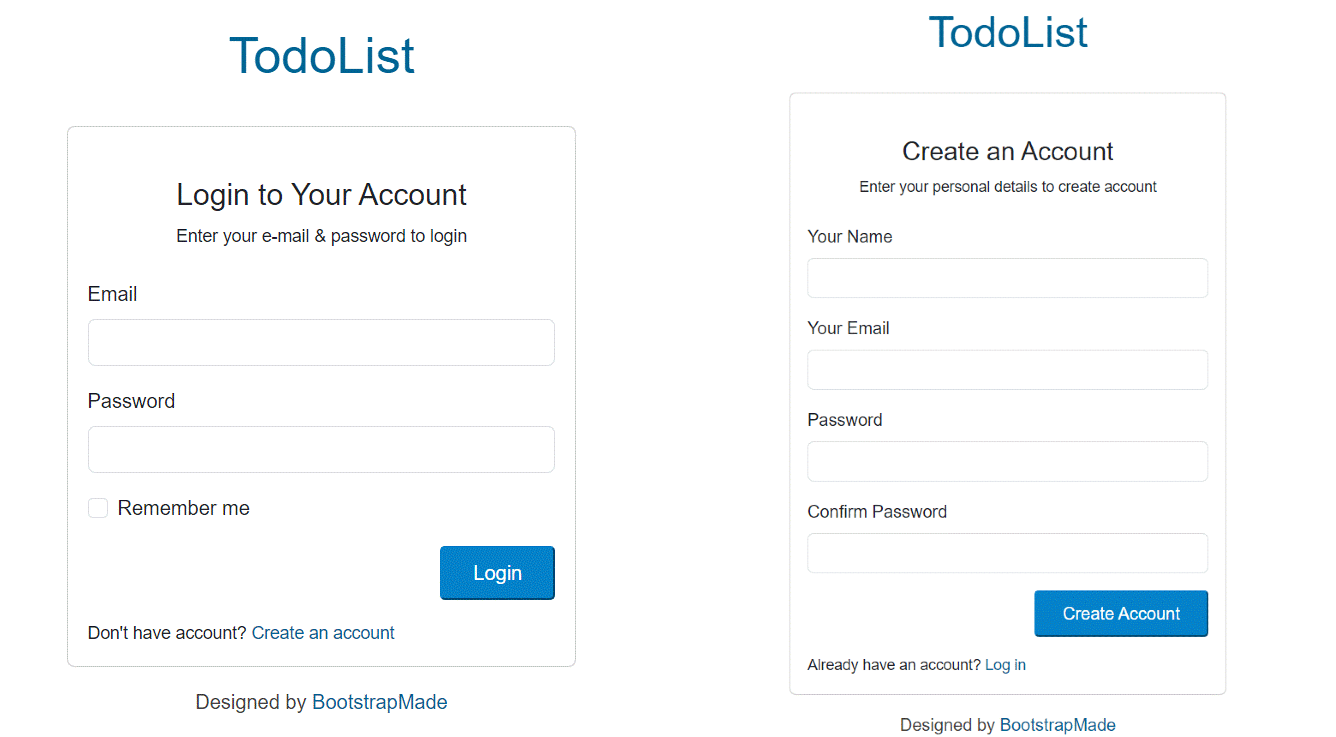 TodoList
Login to Your Account
Enter your e-mail & password to login
Email
Password
Remember me
Login
Don't have account? Create an account
Designed by BootstrapMade
TodoList
Create an Account
Enter your personal details to create account
Your Name
Your Email
Password
Confirm Password
Create Account
Already have an account? Log in
Designed by BootstrapMade